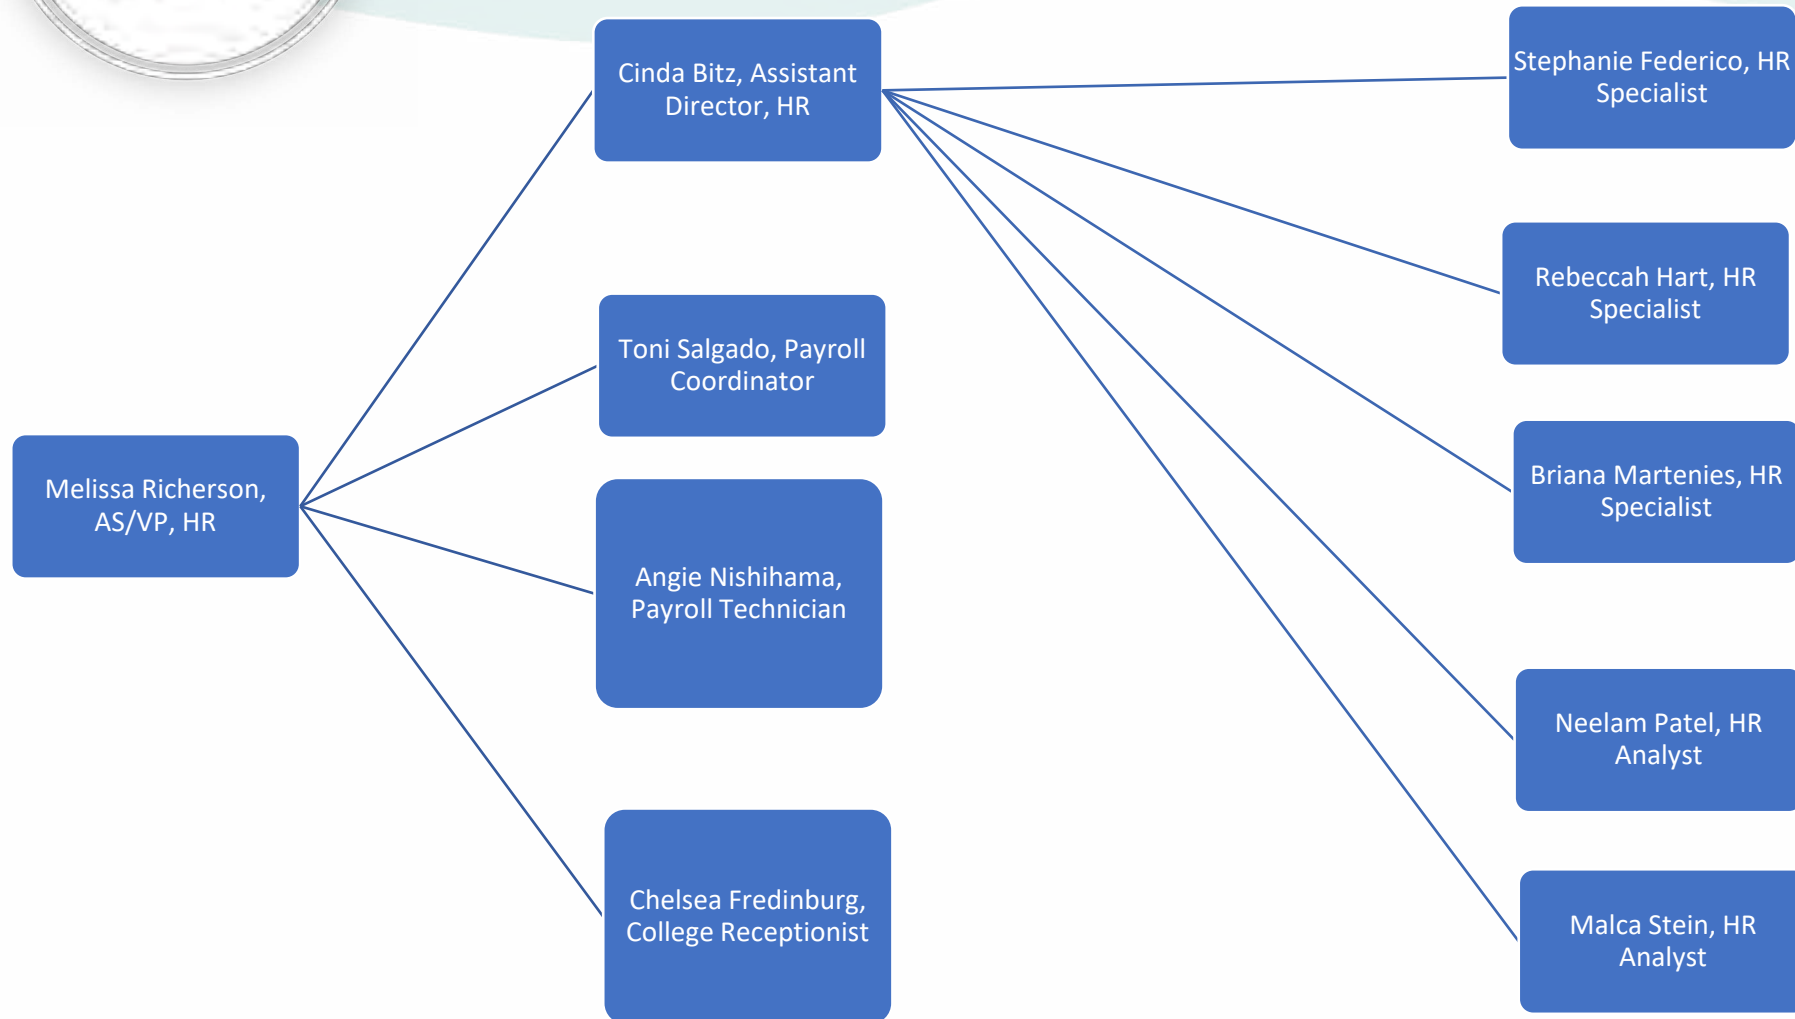 Melissa Richerson,
AS/VP, HR
Cinda Bitz, Assistant
Director, HR
Toni Salgado, Payroll
Coordinator
Angie Nishihama,
Payroll Technician
Chelsea Fredinburg,
College Receptionist
Stephanie Federico, HR
Specialist
Rebeccah Hart, HR
Specialist
Briana Martenies, HR
Specialist
Neelam Patel, HR
Analyst
Malca Stein, HR
Analyst